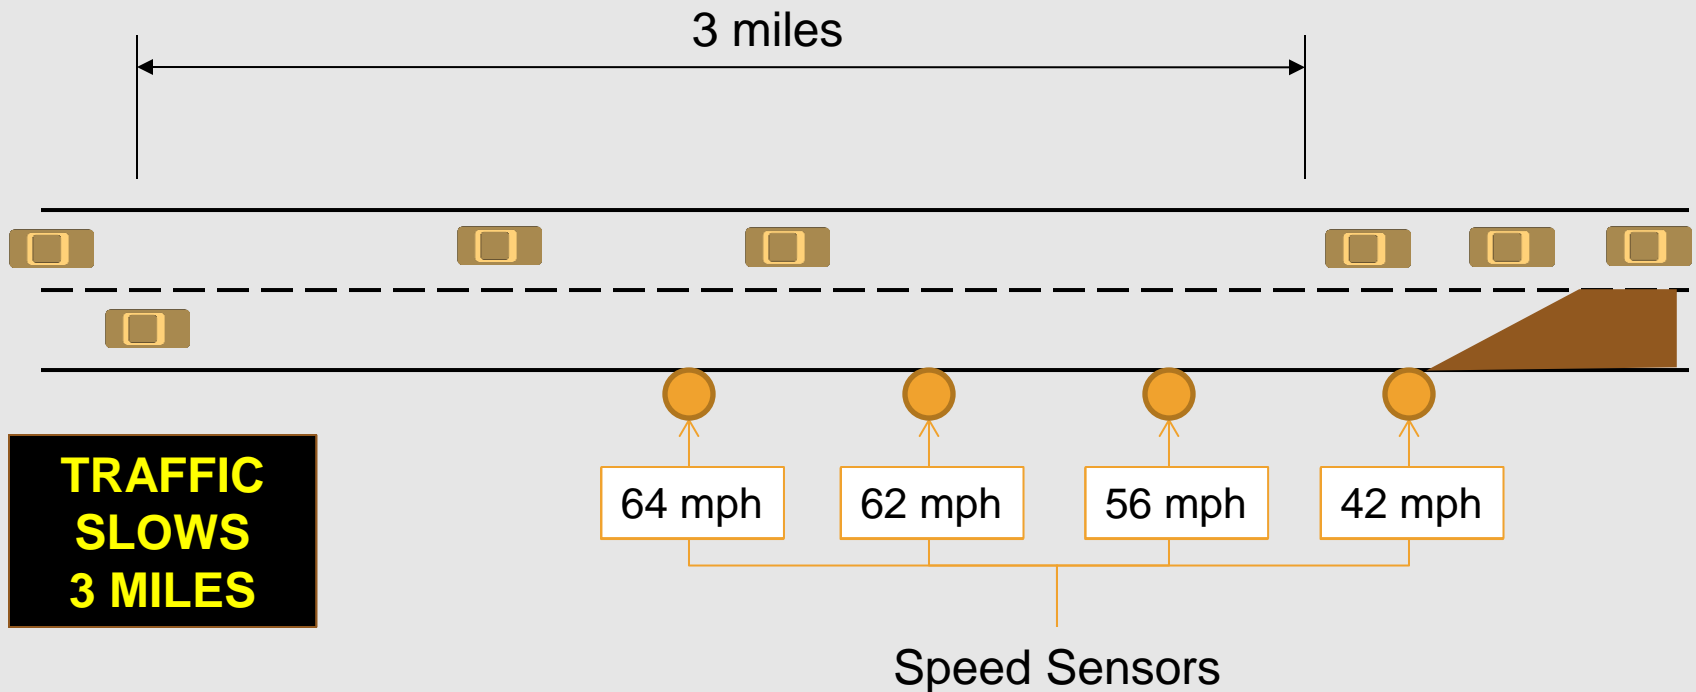 3 miles
TRAFFIC
SLOWS
3 MILES
64 mph
62 mph
56 mph
42 mph
Speed Sensors